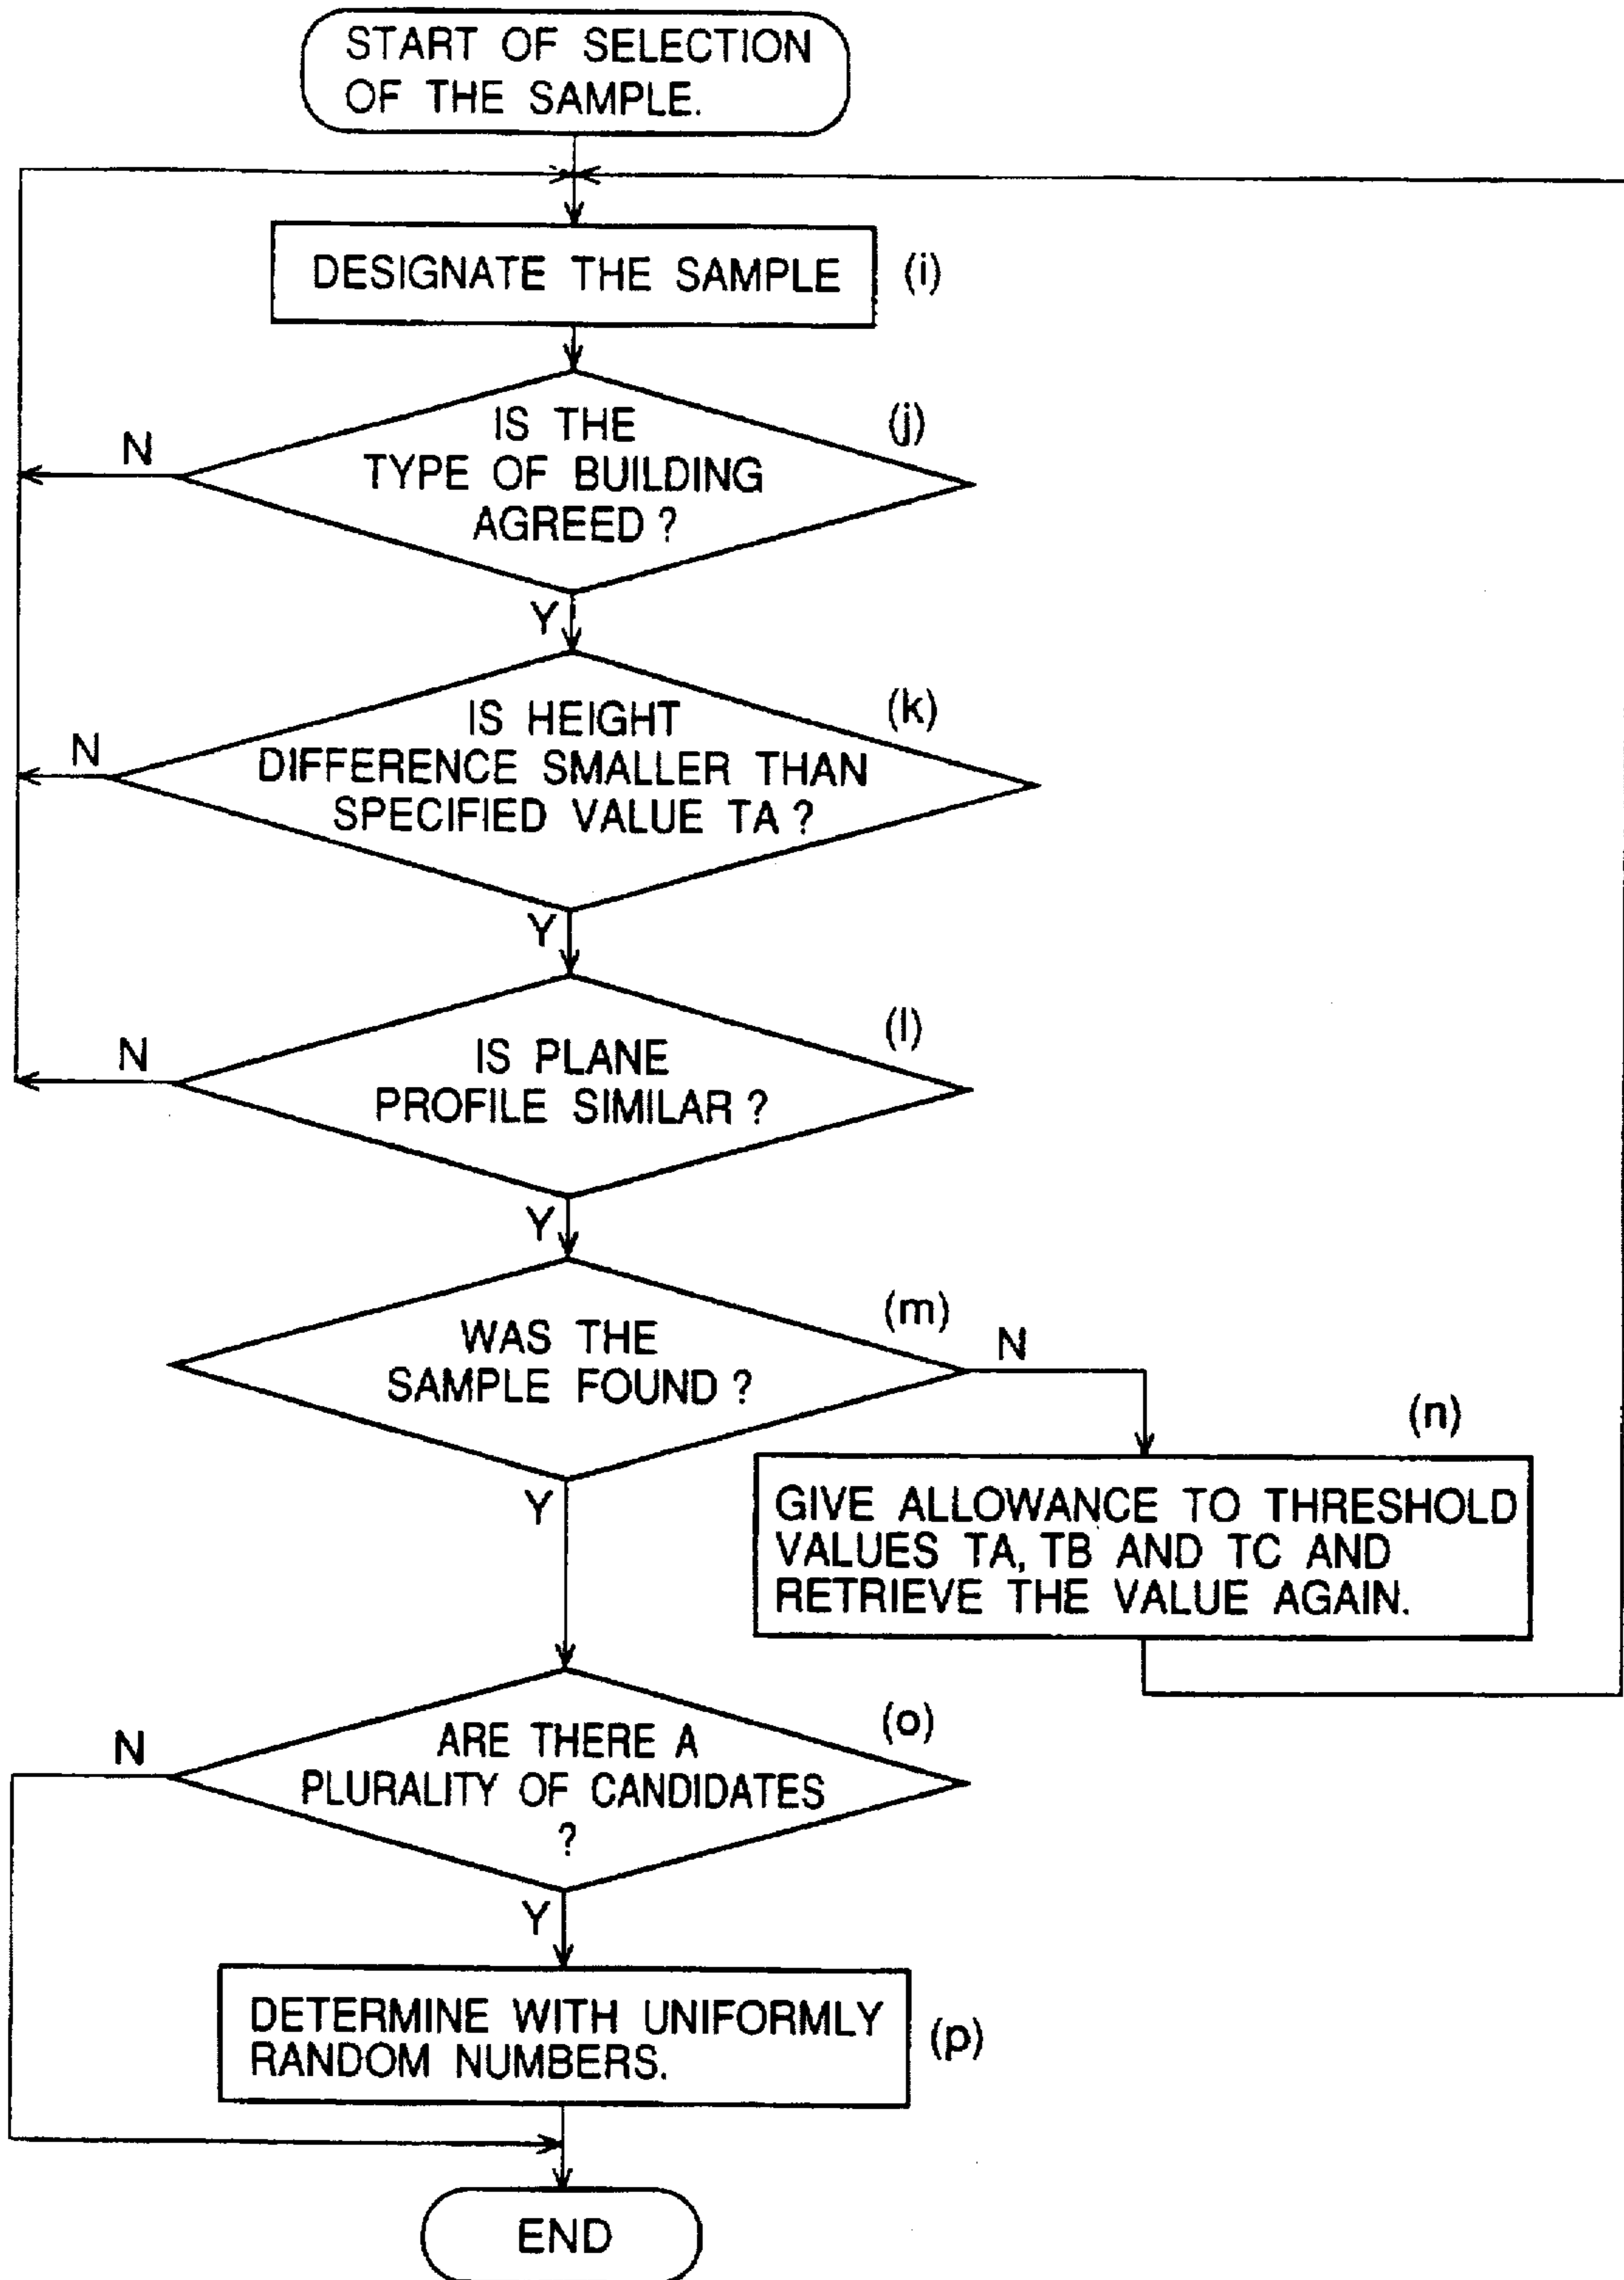 START OF SELECTION
OF THE SAMPLE.
DESIGNATE THE SAMPLE (i)
(j)
IS THE
TYPE OF BUILDING
AGREED ?
N
Y
(k)
IS HEIGHT
DIFFERENCE SMALLER THAN
SPECIFIED VALUE TA ?
N
Y
(l)
IS PLANE
PROFILE SIMILAR ?
N
Y
(m)
WAS THE
SAMPLE FOUND ?
N
Y
(n)
GIVE ALLOWANCE TO THRESHOLD
VALUES TA, TB AND TC AND
RETRIEVE THE VALUE AGAIN.
(o)
ARE THERE A
PLURALITY OF CANDIDATES
?
N
Y
DETERMINE WITH UNIFORMLY
RANDOM NUMBERS.
(p)
END